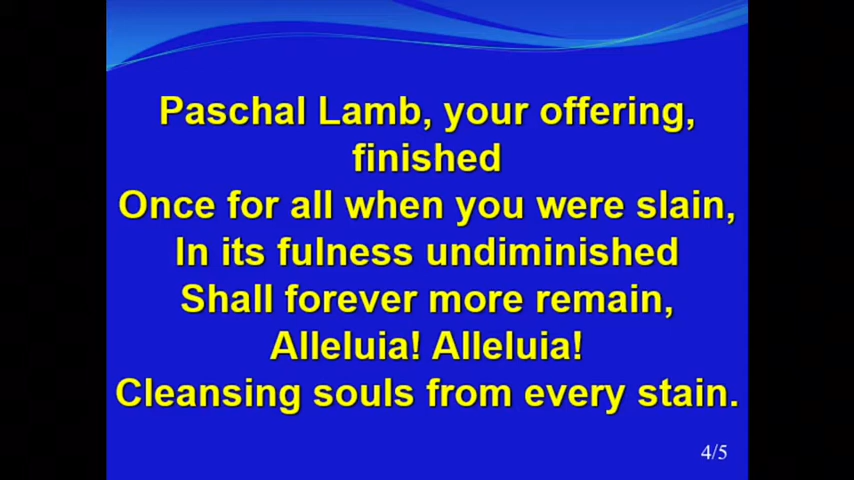 Paschal Lamb, your offering,
finished
Once for all when you were slain,
In its fulness undiminished
Shall forever more remain,
Alleluia! Alleluia!
Cleansing souls from every stain.
4/5